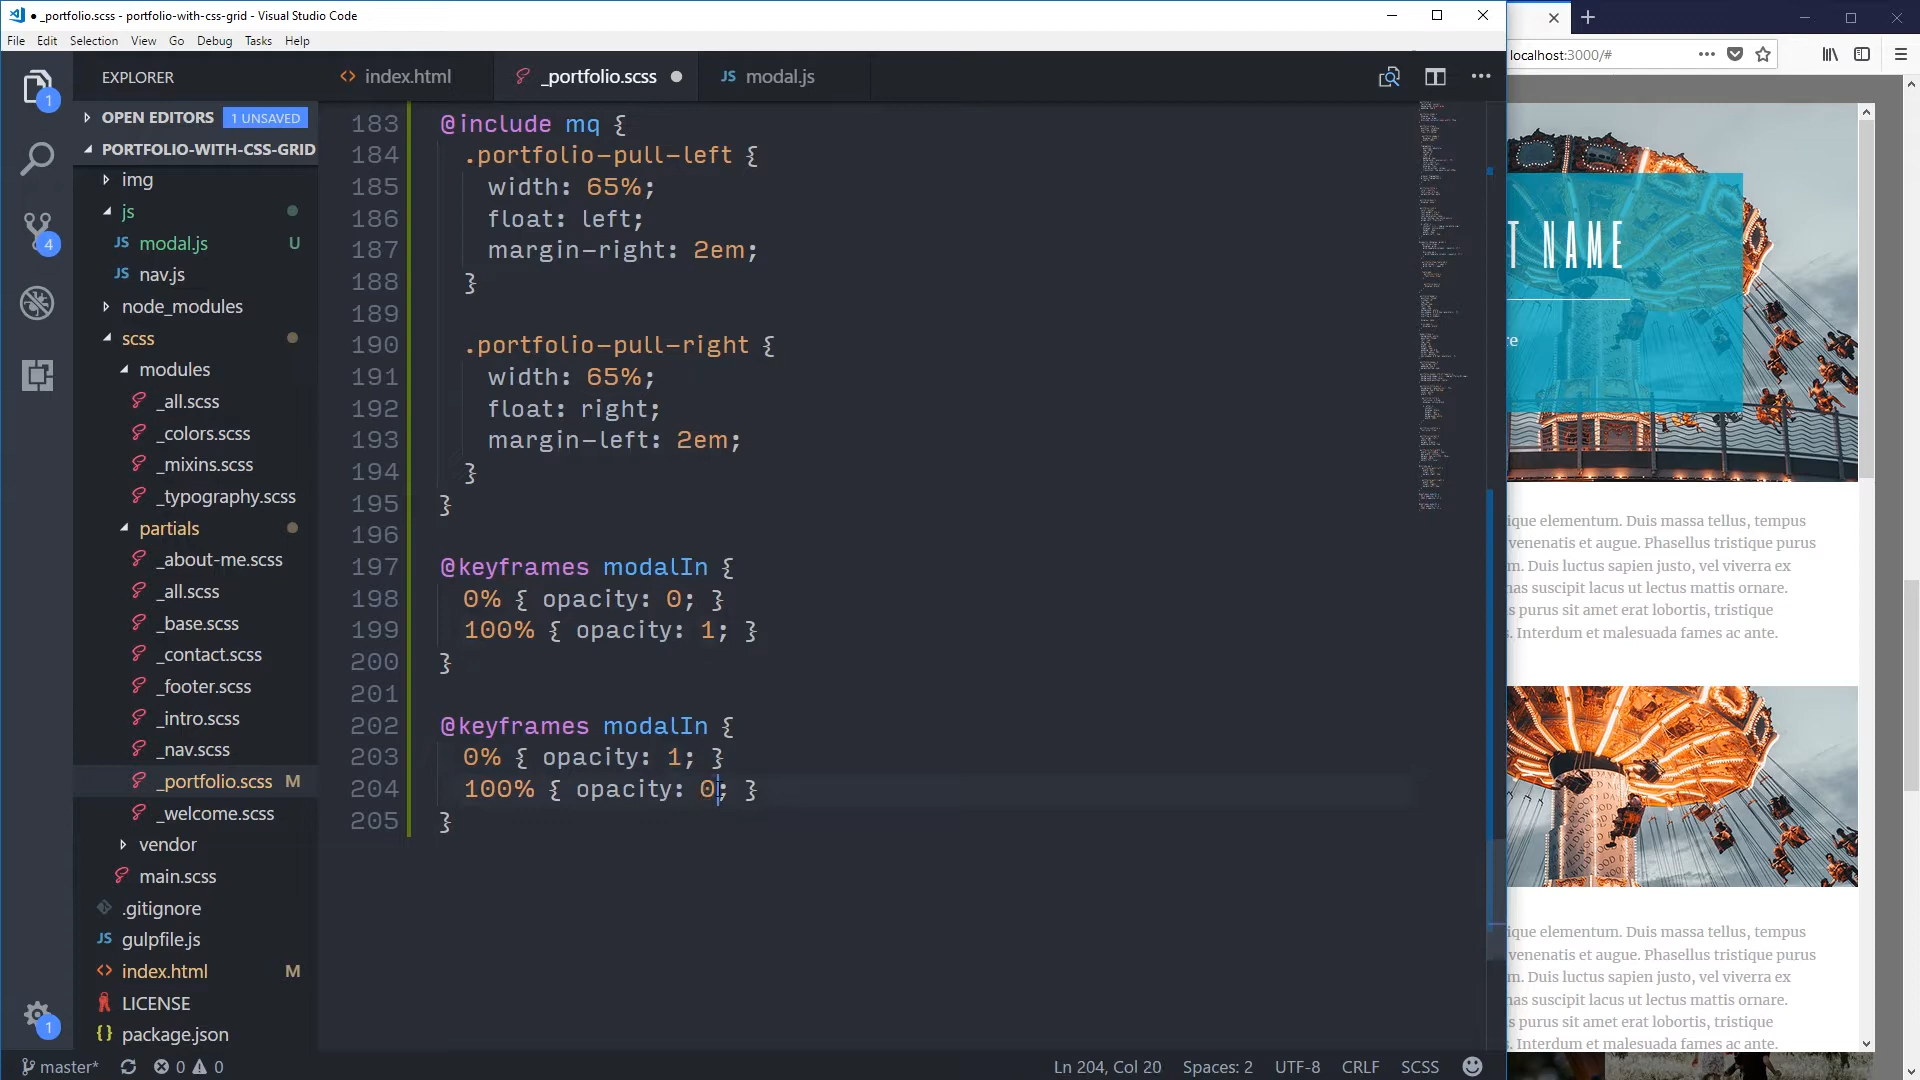 ● _portfolio.scss - portfolio-with-css-grid - Visual Studio Code
File Edit Selection View Go Debug Tasks Help
localhost:3000/#
EXPLORER
index.html
_portfolio.scss
JS modal.js
OPEN EDITORS 1 UNSAVED
PORTFOLIO-WITH-CSS-GRID
img
js
JS modal.js U
JS nav.js
node_modules
scss
modules
_all.scss
_colors.scss
_mixins.scss
_typography.scss
partials
_about-me.scss
_all.scss
_base.scss
_contact.scss
_footer.scss
_intro.scss
_nav.scss
_portfolio.scss M
_welcome.scss
vendor
main.scss
.gitignore
JS gulpfile.js
index.html M
LICENSE
{} package.json
1
4
1
183 @include mq {
184 .portfolio-pull-left {
185 width: 65%;
186 float: left;
187 margin-right: 2em;
188 }
189
190 .portfolio-pull-right {
191 width: 65%;
192 float: right;
193 margin-left: 2em;
194 }
195 }
196
197 @keyframes modalIn {
198 0% { opacity: 0; }
199 100% { opacity: 1; }
200 }
201
202 @keyframes modalIn {
203 0% { opacity: 1; }
204 100% { opacity: 0; }
205 }
T NAME
re
ique elementum. Duis massa tellus, tempus
venenatis et augue. Phasellus tristique purus
m. Duis luctus sapien justo, vel viverra ex
nas suscipit lacus ut lectus mattis ornare.
s purus sit amet erat lobortis, tristique
. Interdum et malesuada fames ac ante.
WILDWOOD DAYS
ique elementum. Duis massa tellus, tempus
venenatis et augue. Phasellus tristique purus
m. Duis luctus sapien justo, vel viverra ex
nas suscipit lacus ut lectus mattis ornare.
s purus sit amet erat lobortis, tristique
. Interdum et malesuada fames ac ante.
master* 0 0
Ln 204, Col 20 Spaces: 2 UTF-8 CRLF SCSS